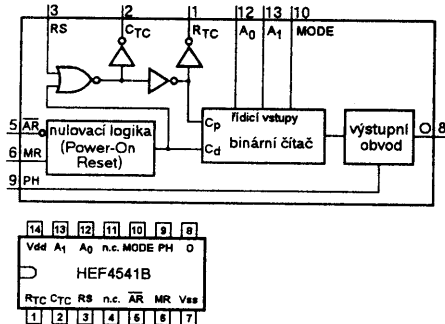 3 2 1 12 13 10
RS CTC RTC A0 A1 MODE
řídicí vstupy
Cp
binární čítač
Cd
5 AR
nulovací logika
(Power-On
Reset)
6 MR
výstupní
obvod
O 8
9 PH
14 13 12 11 10 9 8
Vdd A1 A0 n.c. MODE PH O
HEF4541B
RTC CTC RS n.c. AR MR Vss
1 2 3 4 5 6 7